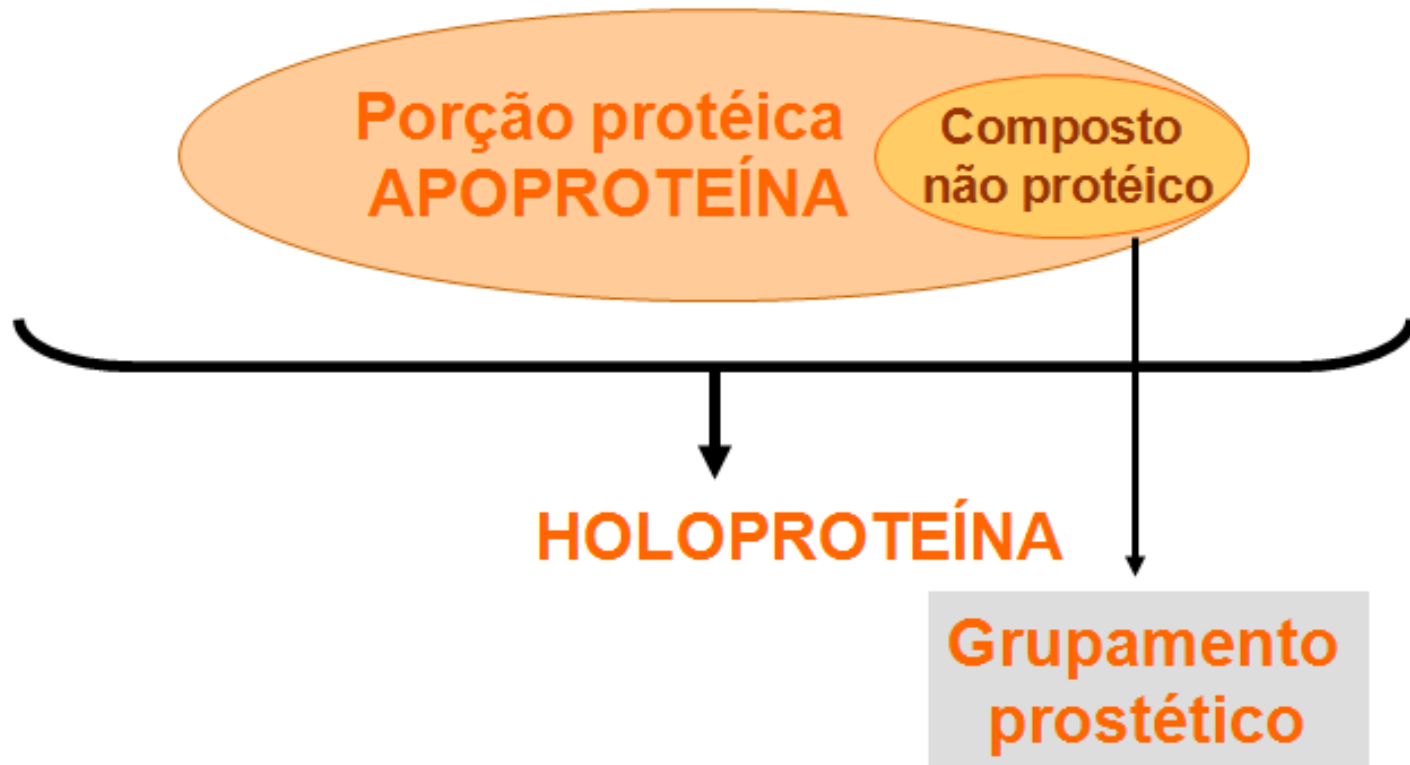 Porção protéica
APOPROTEÍNA
Composto
não protéico
HOLOPROTEÍNA
Grupamento
prostético